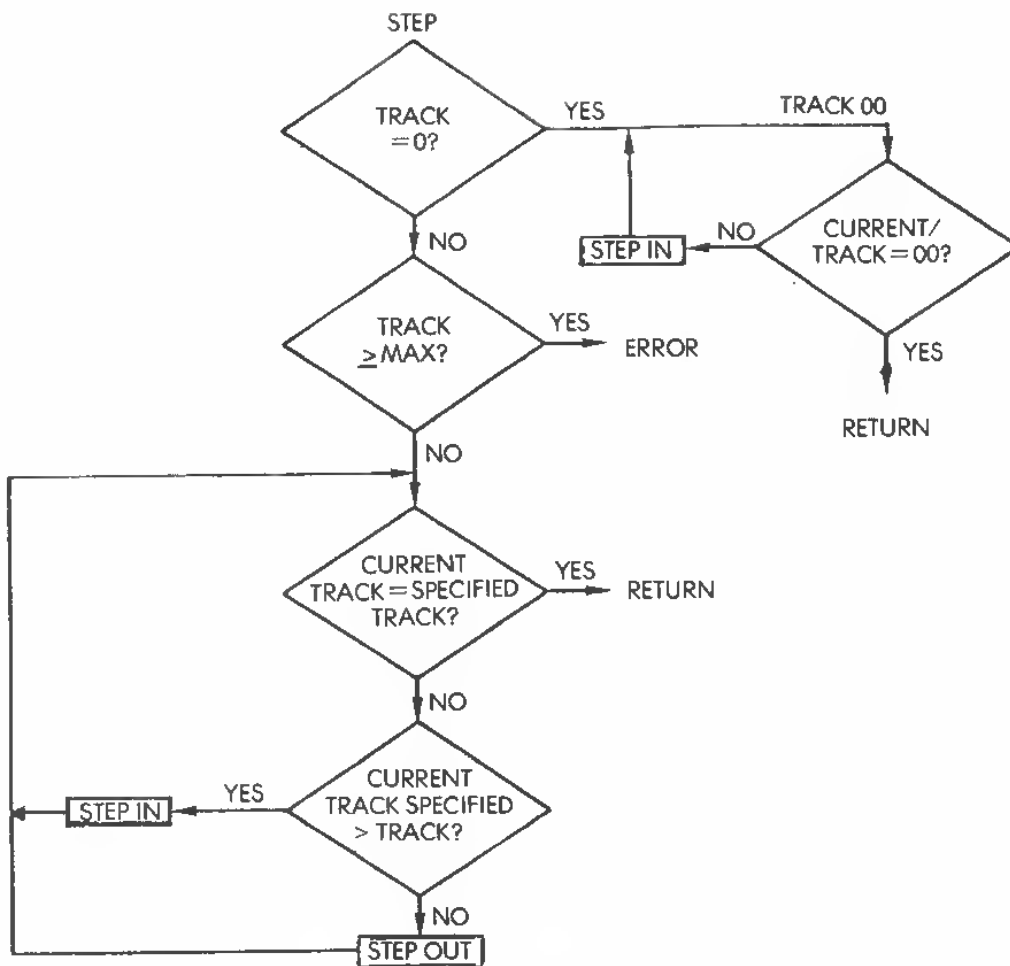 STEP
TRACK
=0?
YES
TRACK 00
NO
STEP IN
NO
CURRENT/
TRACK=00?
YES
RETURN
TRACK
≥MAX?
YES
ERROR
NO
CURRENT
TRACK=SPECIFIED
TRACK?
YES
RETURN
NO
CURRENT
TRACK SPECIFIED
> TRACK?
YES
STEP IN
NO
STEP OUT